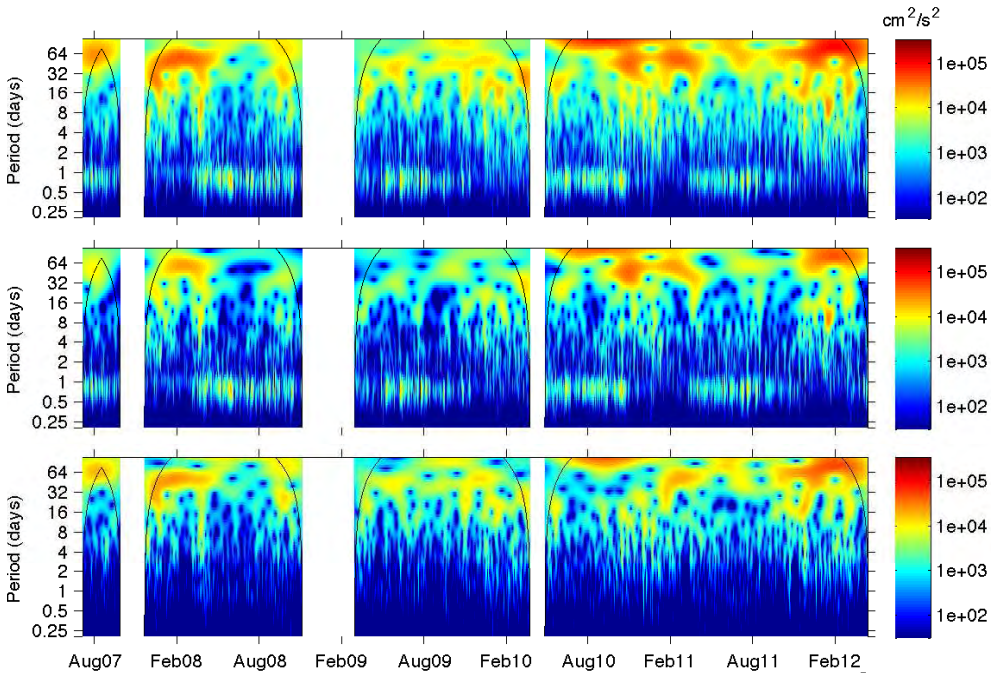 cm²/s²
64
32
16
8
4
2
1
0.5
0.25
Period (days)
1e+05
1e+04
1e+03
1e+02
64
32
16
8
4
2
1
0.5
0.25
Period (days)
1e+05
1e+04
1e+03
1e+02
64
32
16
8
4
2
1
0.5
0.25
Period (days)
1e+05
1e+04
1e+03
1e+02
Aug07 Feb08 Aug08 Feb09 Aug09 Feb10 Aug10 Feb11 Aug11 Feb12